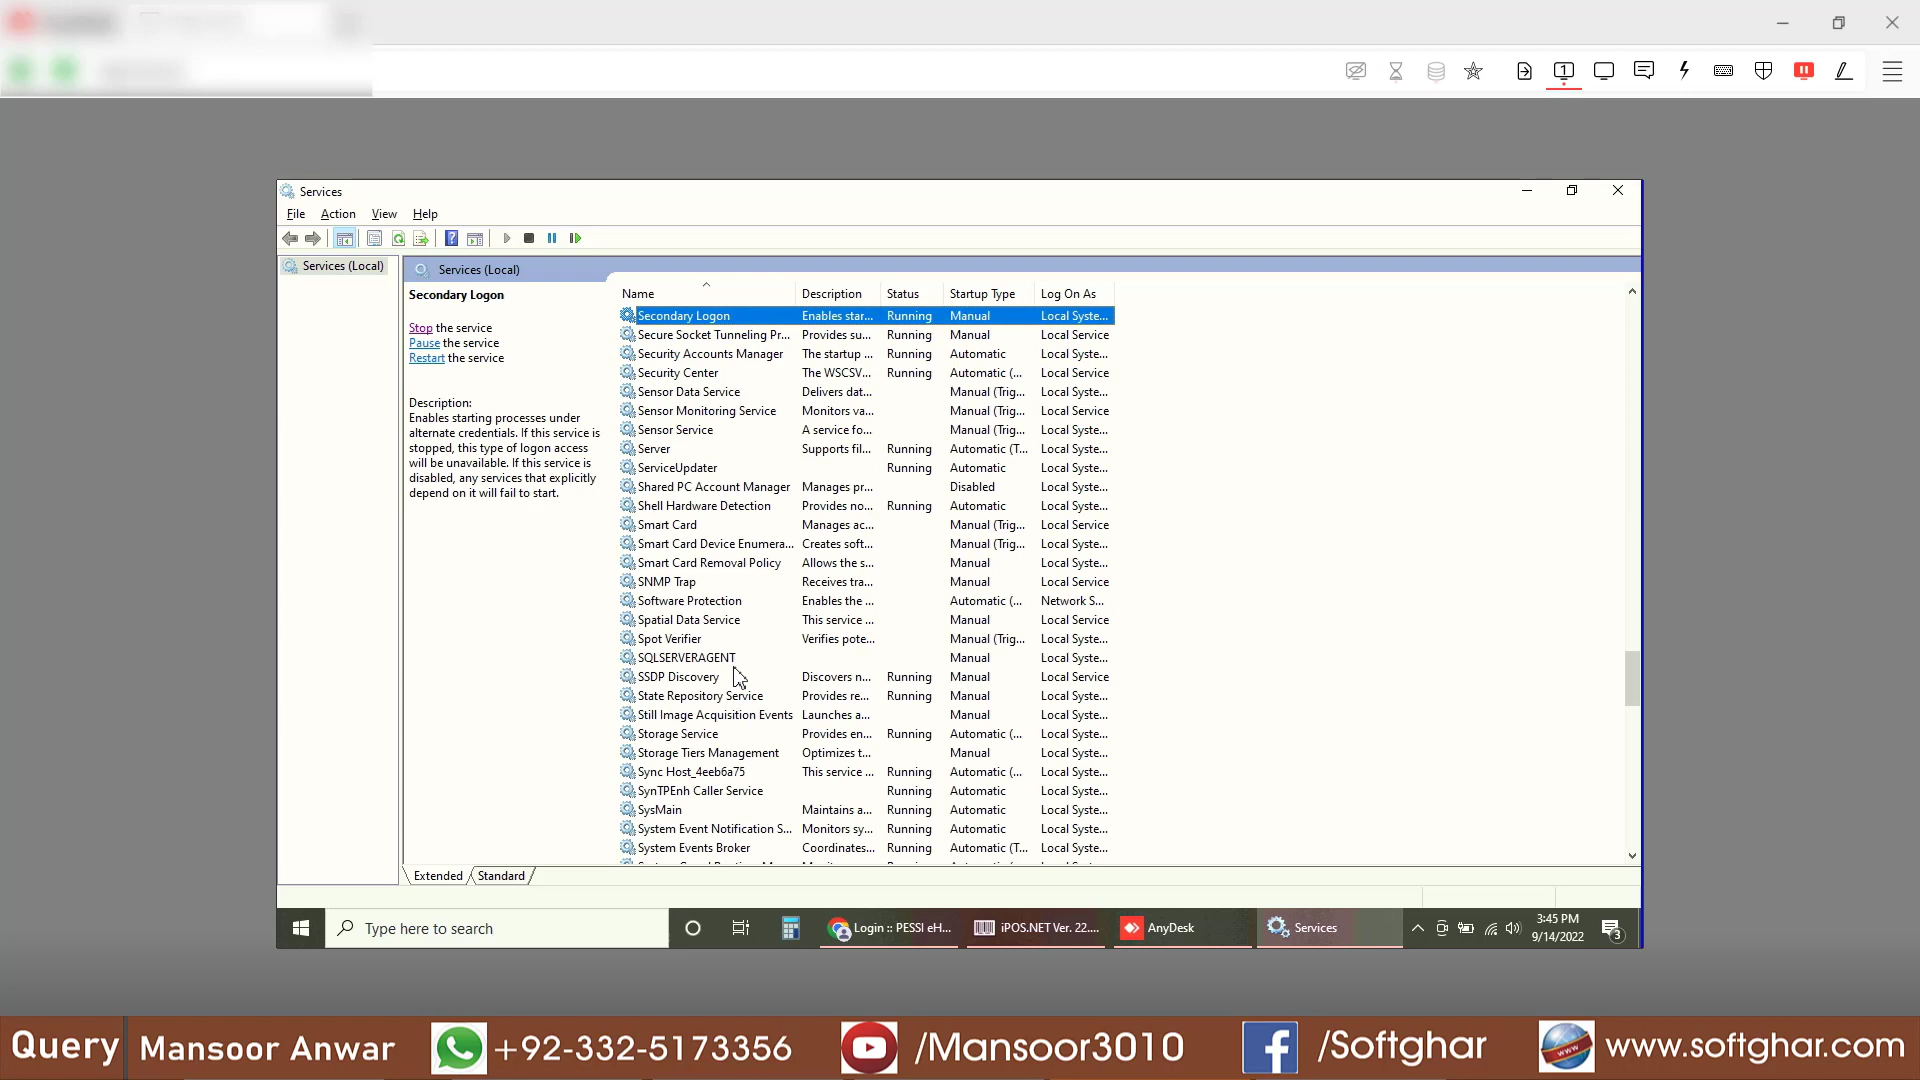 1
Services
File Action View Help
Services (Local)
Services (Local)
Secondary Logon
Stop the service
Pause the service
Restart the service
Description:
Enables starting processes under
alternate credentials. If this service is
stopped, this type of logon access
will be unavailable. If this service is
disabled, any services that explicitly
depend on it will fail to start.
Name Description Status Startup Type Log On As
Secondary Logon Enables star... Running Manual Local Syste...
Secure Socket Tunneling Pr... Provides su... Running Manual Local Service
Security Accounts Manager The startup ... Running Automatic Local Syste...
Security Center The WSCSV... Running Automatic (... Local Service
Sensor Data Service Delivers dat... Manual (Trig... Local Syste...
Sensor Monitoring Service Monitors va... Manual (Trig... Local Service
Sensor Service A service fo... Manual (Trig... Local Syste...
Server Supports fil... Running Automatic (T... Local Syste...
ServiceUpdater Running Automatic Local Syste...
Shared PC Account Manager Manages pr... Disabled Local Syste...
Shell Hardware Detection Provides no... Running Automatic Local Syste...
Smart Card Manages ac... Manual (Trig... Local Service
Smart Card Device Enumera... Creates soft... Manual (Trig... Local Syste...
Smart Card Removal Policy Allows the s... Manual Local Syste...
SNMP Trap Receives tra... Manual Local Service
Software Protection Enables the ... Automatic (... Network S...
Spatial Data Service This service ... Manual Local Service
Spot Verifier Verifies pote... Manual (Trig... Local Syste...
SQLSERVERAGENT Manual Local Syste...
SSDP Discovery Discovers n... Running Manual Local Service
State Repository Service Provides re... Running Manual Local Syste...
Still Image Acquisition Events Launches a... Manual Local Syste...
Storage Service Provides en... Running Automatic (... Local Syste...
Storage Tiers Management Optimizes t... Manual Local Syste...
Sync Host_4eeb6a75 This service ... Running Automatic (... Local Syste...
SynTPEnh Caller Service Running Automatic Local Syste...
SysMain Maintains a... Running Automatic Local Syste...
System Event Notification S... Monitors sy... Running Automatic Local Syste...
System Events Broker Coordinates... Running Automatic (T... Local Syste...
Extended Standard
Type here to search Login :: PESSI eH... iPOS.NET Ver. 22.... AnyDesk Services 3:45 PM
9/14/2022 3
Query Mansoor Anwar +92-332-5173356 /Mansoor3010 /Softghar www.softghar.com